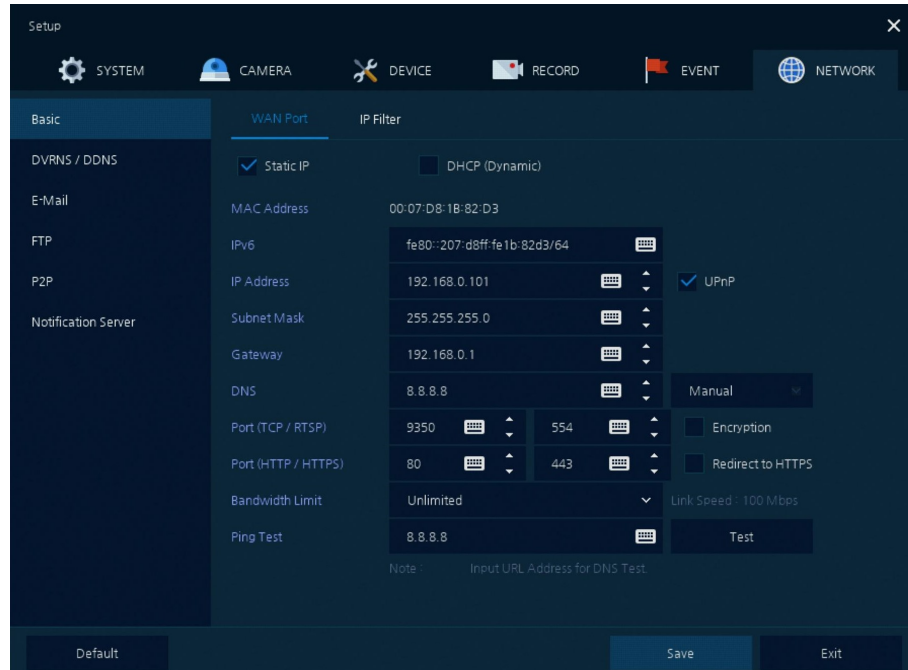 Setup
SYSTEM CAMERA DEVICE RECORD EVENT NETWORK
Basic
DVRNS / DDNS
E-Mail
FTP
P2P
Notification Server
WAN Port IP Filter
Static IP DHCP (Dynamic)
MAC Address 00:07:D8:1B:82:D3
IPv6 fe80::207:d8ff:fe1b:82d3/64
IP Address 192.168.0.101 UPnP
Subnet Mask 255.255.255.0
Gateway 192.168.0.1
DNS 8.8.8.8 Manual
Port (TCP / RTSP) 9350 554 Encryption
Port (HTTP / HTTPS) 80 443 Redirect to HTTPS
Bandwidth Limit Unlimited Link Speed : 100 Mbps
Ping Test 8.8.8.8 Test
Note : Input URL Address for DNS Test.
Default Save Exit